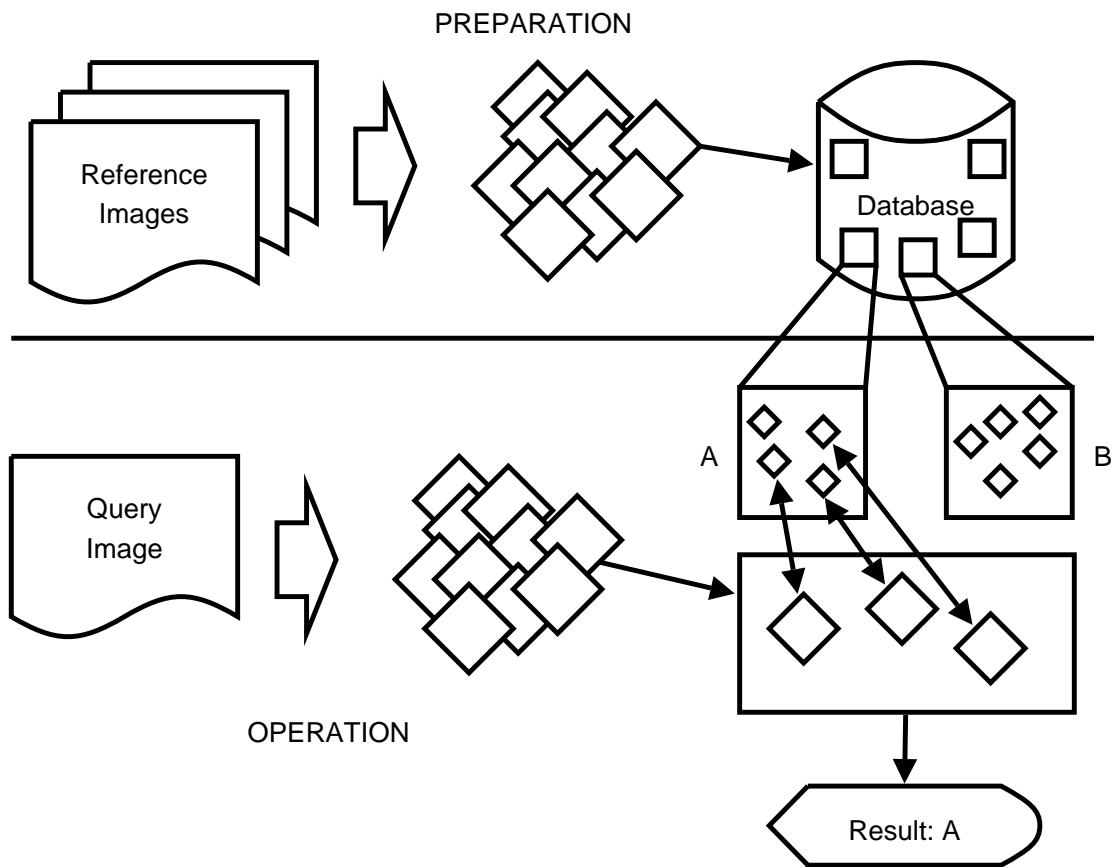 PREPARATION
Reference
Images
Database
A
B
Query
Image
OPERATION
Result: A